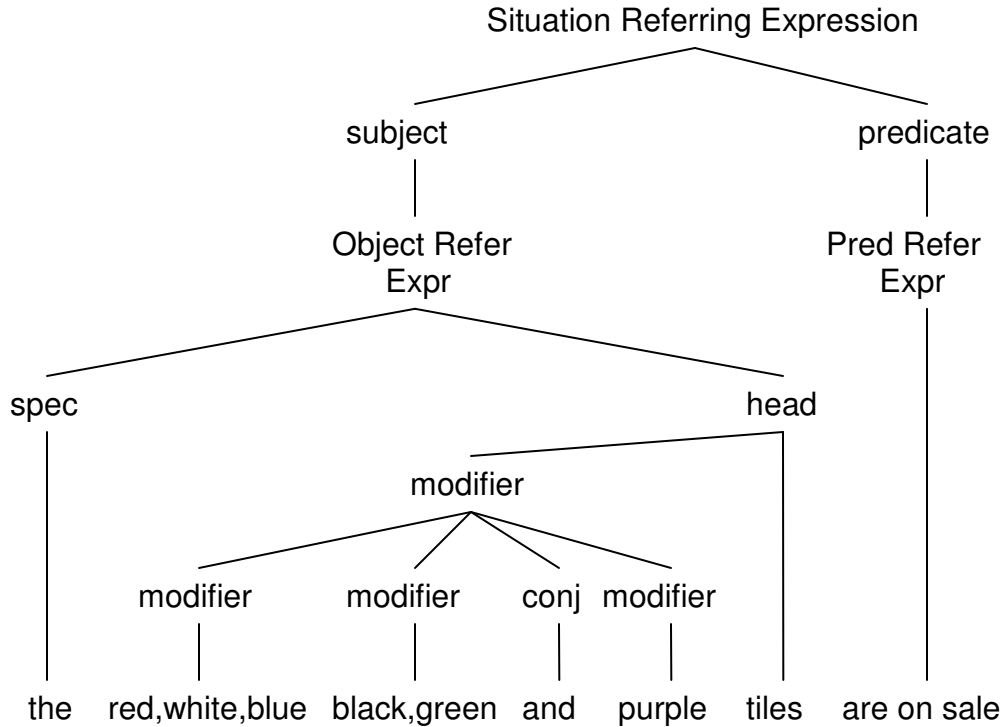 Situation Referring Expression
subject predicate
Object Refer Pred Refer
Expr Expr
spec head
modifier
modifier modifier conj modifier
the red,white,blue black,green and purple tiles are on sale